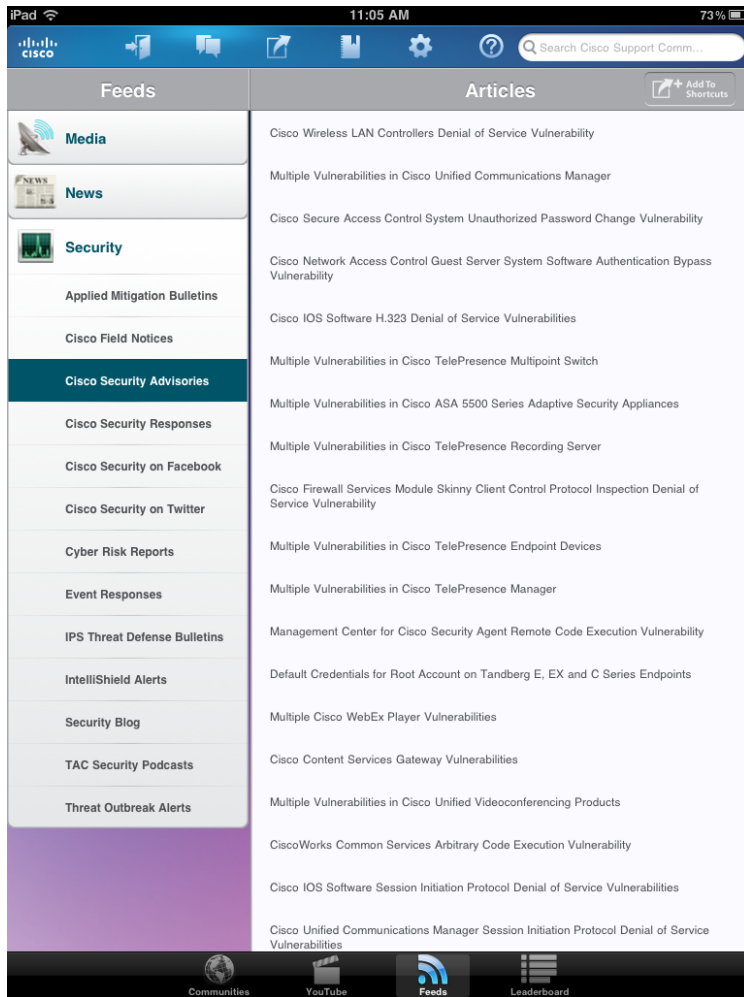 iPad
11:05 AM
73%
cisco
Search Cisco Support Comm...
Feeds
Articles
Add To
Shortcuts
Media
NEWS
News
Security
Applied Mitigation Bulletins
Cisco Field Notices
Cisco Security Advisories
Cisco Security Responses
Cisco Security on Facebook
Cisco Security on Twitter
Cyber Risk Reports
Event Responses
IPS Threat Defense Bulletins
IntelliShield Alerts
Security Blog
TAC Security Podcasts
Threat Outbreak Alerts
Cisco Wireless LAN Controllers Denial of Service Vulnerability
Multiple Vulnerabilities in Cisco Unified Communications Manager
Cisco Secure Access Control System Unauthorized Password Change Vulnerability
Cisco Network Access Control Guest Server System Software Authentication Bypass
Vulnerability
Cisco IOS Software H.323 Denial of Service Vulnerabilities
Multiple Vulnerabilities in Cisco TelePresence Multipoint Switch
Multiple Vulnerabilities in Cisco ASA 5500 Series Adaptive Security Appliances
Multiple Vulnerabilities in Cisco TelePresence Recording Server
Cisco Firewall Services Module Skinny Client Control Protocol Inspection Denial of
Service Vulnerability
Multiple Vulnerabilities in Cisco TelePresence Endpoint Devices
Multiple Vulnerabilities in Cisco TelePresence Manager
Management Center for Cisco Security Agent Remote Code Execution Vulnerability
Default Credentials for Root Account on Tandberg E, EX and C Series Endpoints
Multiple Cisco WebEx Player Vulnerabilities
Cisco Content Services Gateway Vulnerabilities
Multiple Vulnerabilities in Cisco Unified Videoconferencing Products
CiscoWorks Common Services Arbitrary Code Execution Vulnerability
Cisco IOS Software Session Initiation Protocol Denial of Service Vulnerabilities
Cisco Unified Communications Manager Session Initiation Protocol Denial of Service
Vulnerabilities
Communities
YouTube
Feeds
Leaderboard